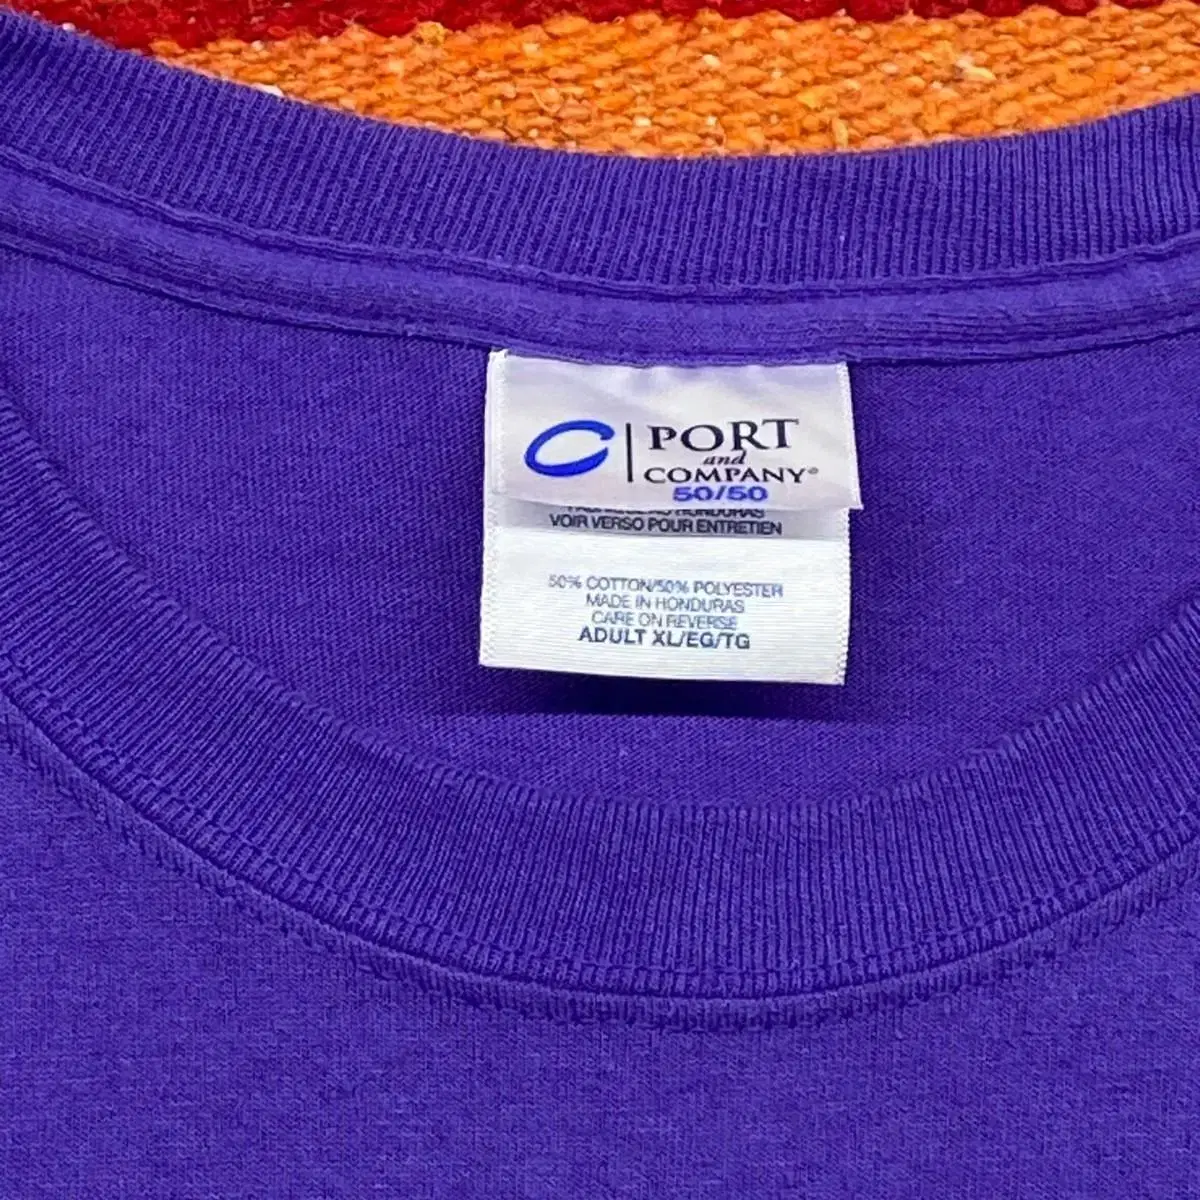 PORT
and
COMPANY®
50/50
HONDURAS
VOIR VERSO POUR ENTRETIEN
50% COTTON/50% POLYESTER
MADE IN HONDURAS
CARE ON REVERSE
ADULT XL/EG/TG